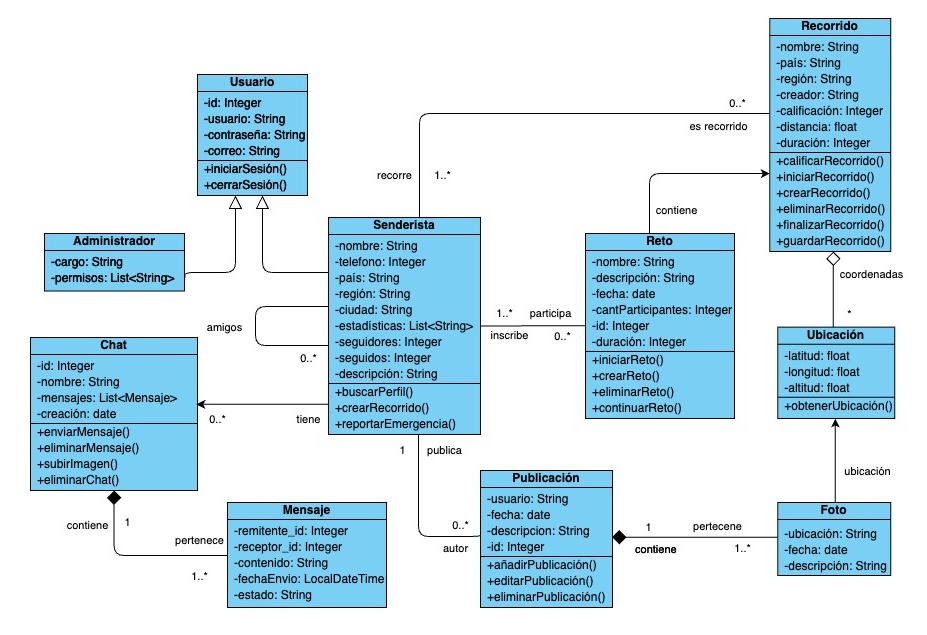 Recorrido
-nombre: String
-país: String
-región: String
-creador: String
-calificación: Integer
-distancia: float
-duración: Integer
+calificarRecorrido()
+iniciarRecorrido()
+crearRecorrido()
+eliminarRecorrido()
+finalizarRecorrido()
+guardarRecorrido()
Usuario
-id: Integer
-usuario: String
-contraseña: String
-correo: String
+iniciarSesión()
+cerrarSesión()
0..*
es recorrido
recorre
1..*
contiene
Administrador
-cargo: String
-permisos: List<String>
Senderista
-nombre: String
-telefono: Integer
-país: String
-región: String
-ciudad: String
-estadísticas: List<String>
-seguidores: Integer
-seguidos: Integer
-descripción: String
+buscarPerfil()
+crearRecorrido()
+reportarEmergencia()
amigos
0..*
1..*
participa
inscribe
0..*
Reto
-nombre: String
-descripción: String
-fecha: date
-cantParticipantes: Integer
-id: Integer
-duración: Integer
+iniciarReto()
+crearReto()
+eliminarReto()
+continuarReto()
coordenadas
*
Ubicación
-latitud: float
-longitud: float
-altitud: float
+obtenerUbicación()
Chat
-id: Integer
-nombre: String
-mensajes: List<Mensaje>
-creación: date
+enviarMensaje()
+eliminarMensaje()
+subirImagen()
+eliminarChat()
0..*
tiene
1
publica
0..*
autor
ubicación
contiene
1
pertenece
1..*
Mensaje
-remitente_id: Integer
-receptor_id: Integer
-contenido: String
-fechaEnvio: LocalDateTime
-estado: String
Publicación
-usuario: String
-fecha: date
-descripcion: String
-id: Integer
+añadirPublicación()
+editarPublicación()
+eliminarPublicación()
1
pertecene
contiene
1..*
Foto
-ubicación: String
-fecha: date
-descripción: String